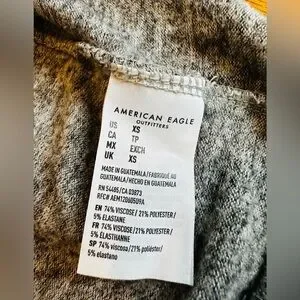 AMERICAN EAGLE
OUTFITTERS
US XS
CA TP
MX EXCH
UK XS
MADE IN GUATEMALA/FABRIQUÉ AU
GUATEMALA/HECHO EN GUATEMALA
RN 54485/CA 03873
RFC# AEM12060509A
EN 74% VISCOSE/21% POLYESTER/
5% ELASTANE
FR 74% VISCOSE/21% POLYESTER/
5% ÉLASTHANNE
SP 74% viscosa/21% poliéster/
5% elastano